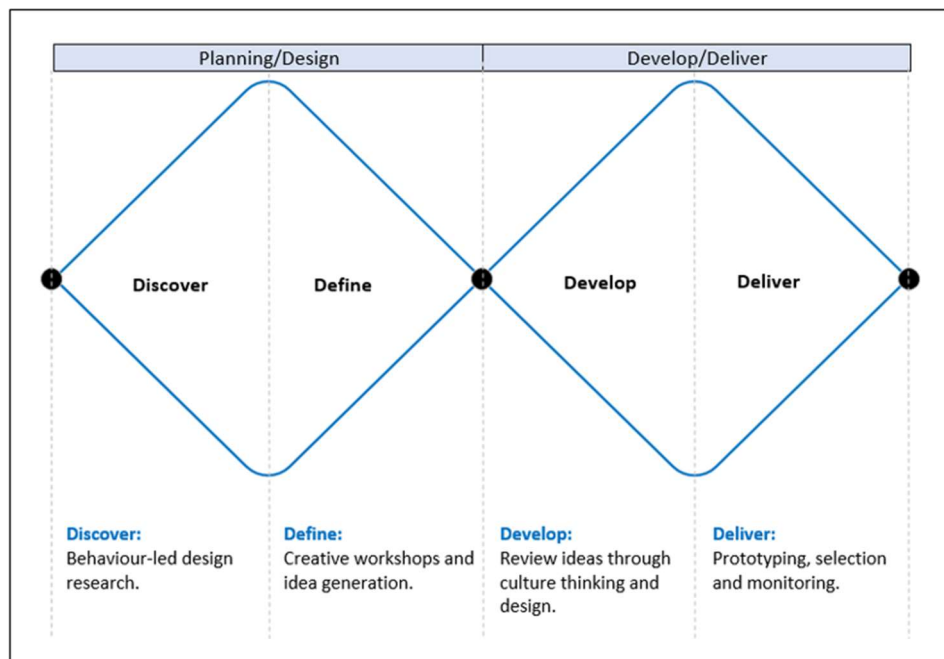 Planning/Design
Develop/Deliver
Discover
Define
Develop
Deliver
Discover:
Behaviour-led design
research.
Define:
Creative workshops and
idea generation.
Develop:
Review ideas through
culture thinking and
design.
Deliver:
Prototyping, selection
and monitoring.